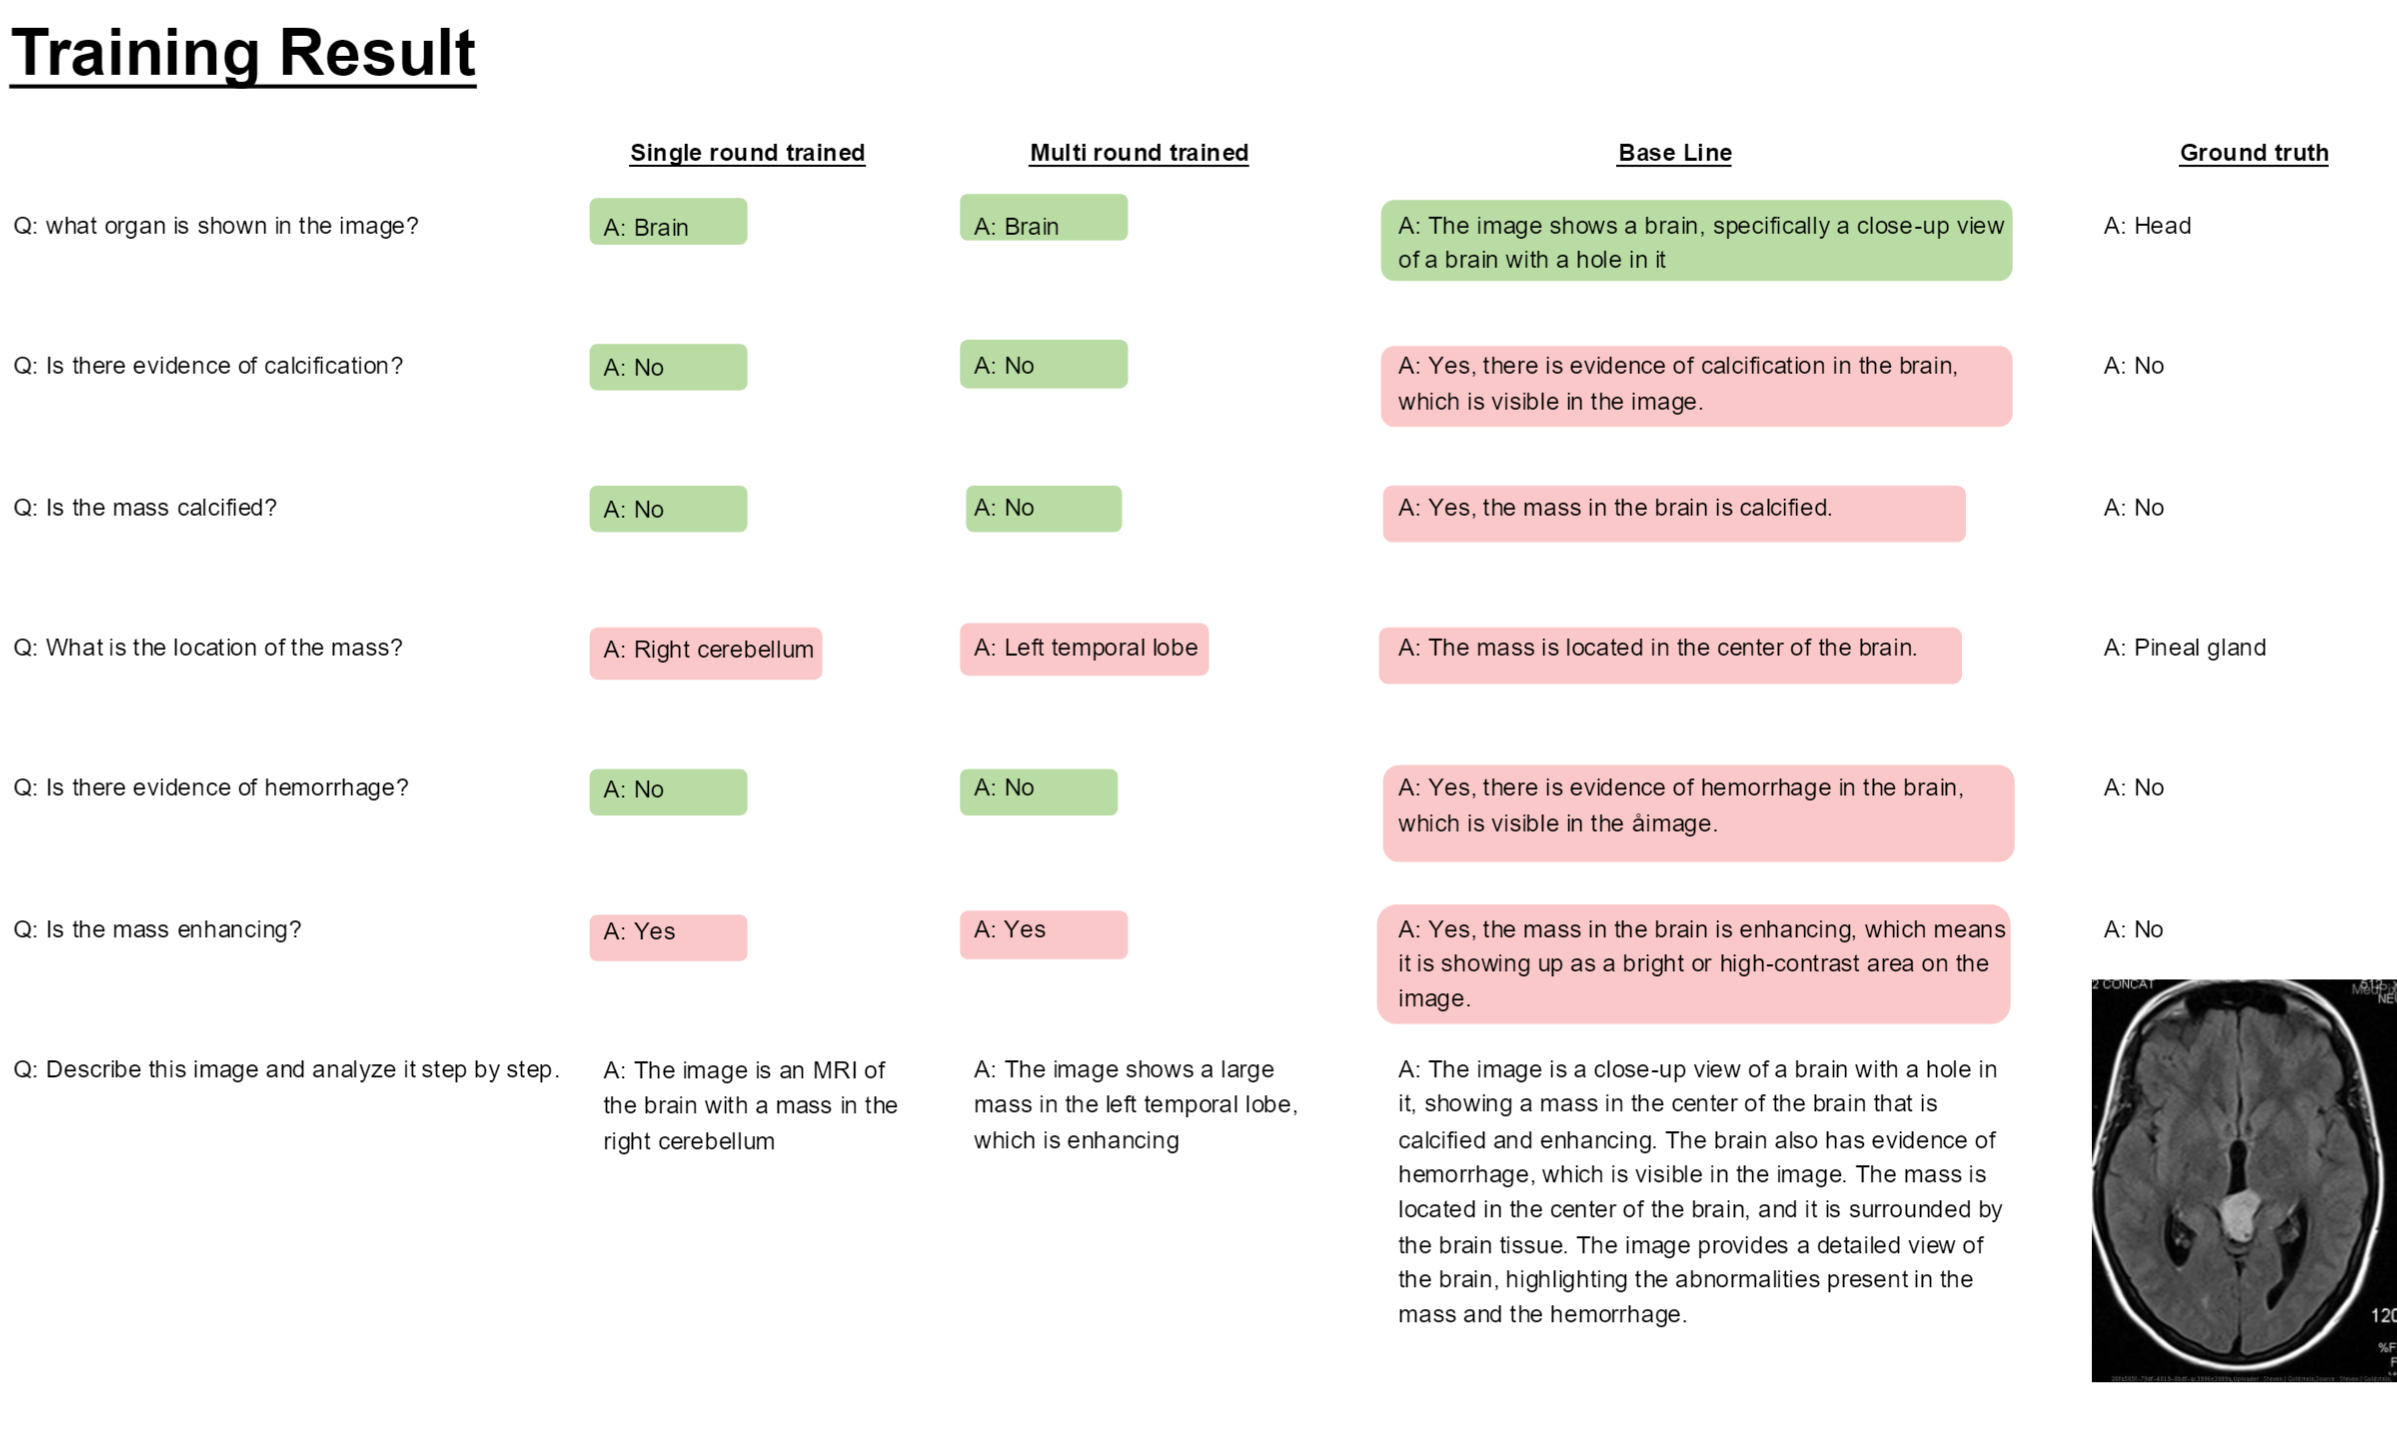 Training Result
Single round trained
Multi round trained
Base Line
Ground truth
Q: what organ is shown in the image?
A: Brain
A: Brain
A: The image shows a brain, specifically a close-up view
of a brain with a hole in it
A: Head
Q: Is there evidence of calcification?
A: No
A: No
A: Yes, there is evidence of calcification in the brain,
which is visible in the image.
A: No
Q: Is the mass calcified?
A: No
A: No
A: Yes, the mass in the brain is calcified.
A: No
Q: What is the location of the mass?
A: Right cerebellum
A: Left temporal lobe
A: The mass is located in the center of the brain.
A: Pineal gland
Q: Is there evidence of hemorrhage?
A: No
A: No
A: Yes, there is evidence of hemorrhage in the brain,
which is visible in the åimage.
A: No
Q: Is the mass enhancing?
A: Yes
A: Yes
A: Yes, the mass in the brain is enhancing, which means
it is showing up as a bright or high-contrast area on the
image.
A: No
Q: Describe this image and analyze it step by step.
A: The image is an MRI of
the brain with a mass in the
right cerebellum
A: The image shows a large
mass in the left temporal lobe,
which is enhancing
A: The image is a close-up view of a brain with a hole in
it, showing a mass in the center of the brain that is
calcified and enhancing. The brain also has evidence of
hemorrhage, which is visible in the image. The mass is
located in the center of the brain, and it is surrounded by
the brain tissue. The image provides a detailed view of
the brain, highlighting the abnormalities present in the
mass and the hemorrhage.
2 CONCAT
NE
120
%F
F